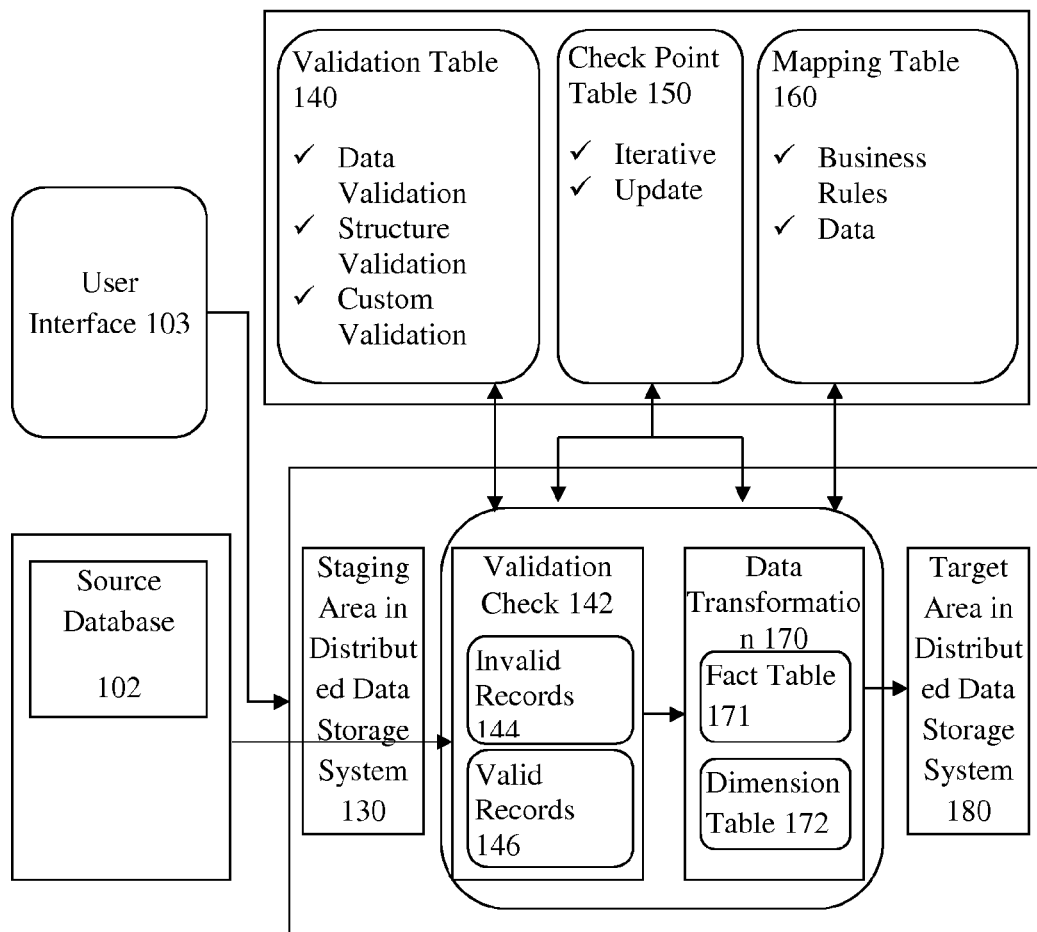 Validation Table
140
✓ Data
Validation
✓ Structure
Validation
✓ Custom
Validation
Check Point
Table 150
✓ Iterative
✓ Update
Mapping Table
160
✓ Business
Rules
✓ Data
User
Interface 103
Source
Database
102
Staging
Area in
Distribut
ed Data
Storage
System
130
Validation
Check 142
Invalid
Records
144
Valid
Records
146
Data
Transformatio
n 170
Fact Table
171
Dimension
Table 172
Target
Area in
Distribut
ed Data
Storage
System
180